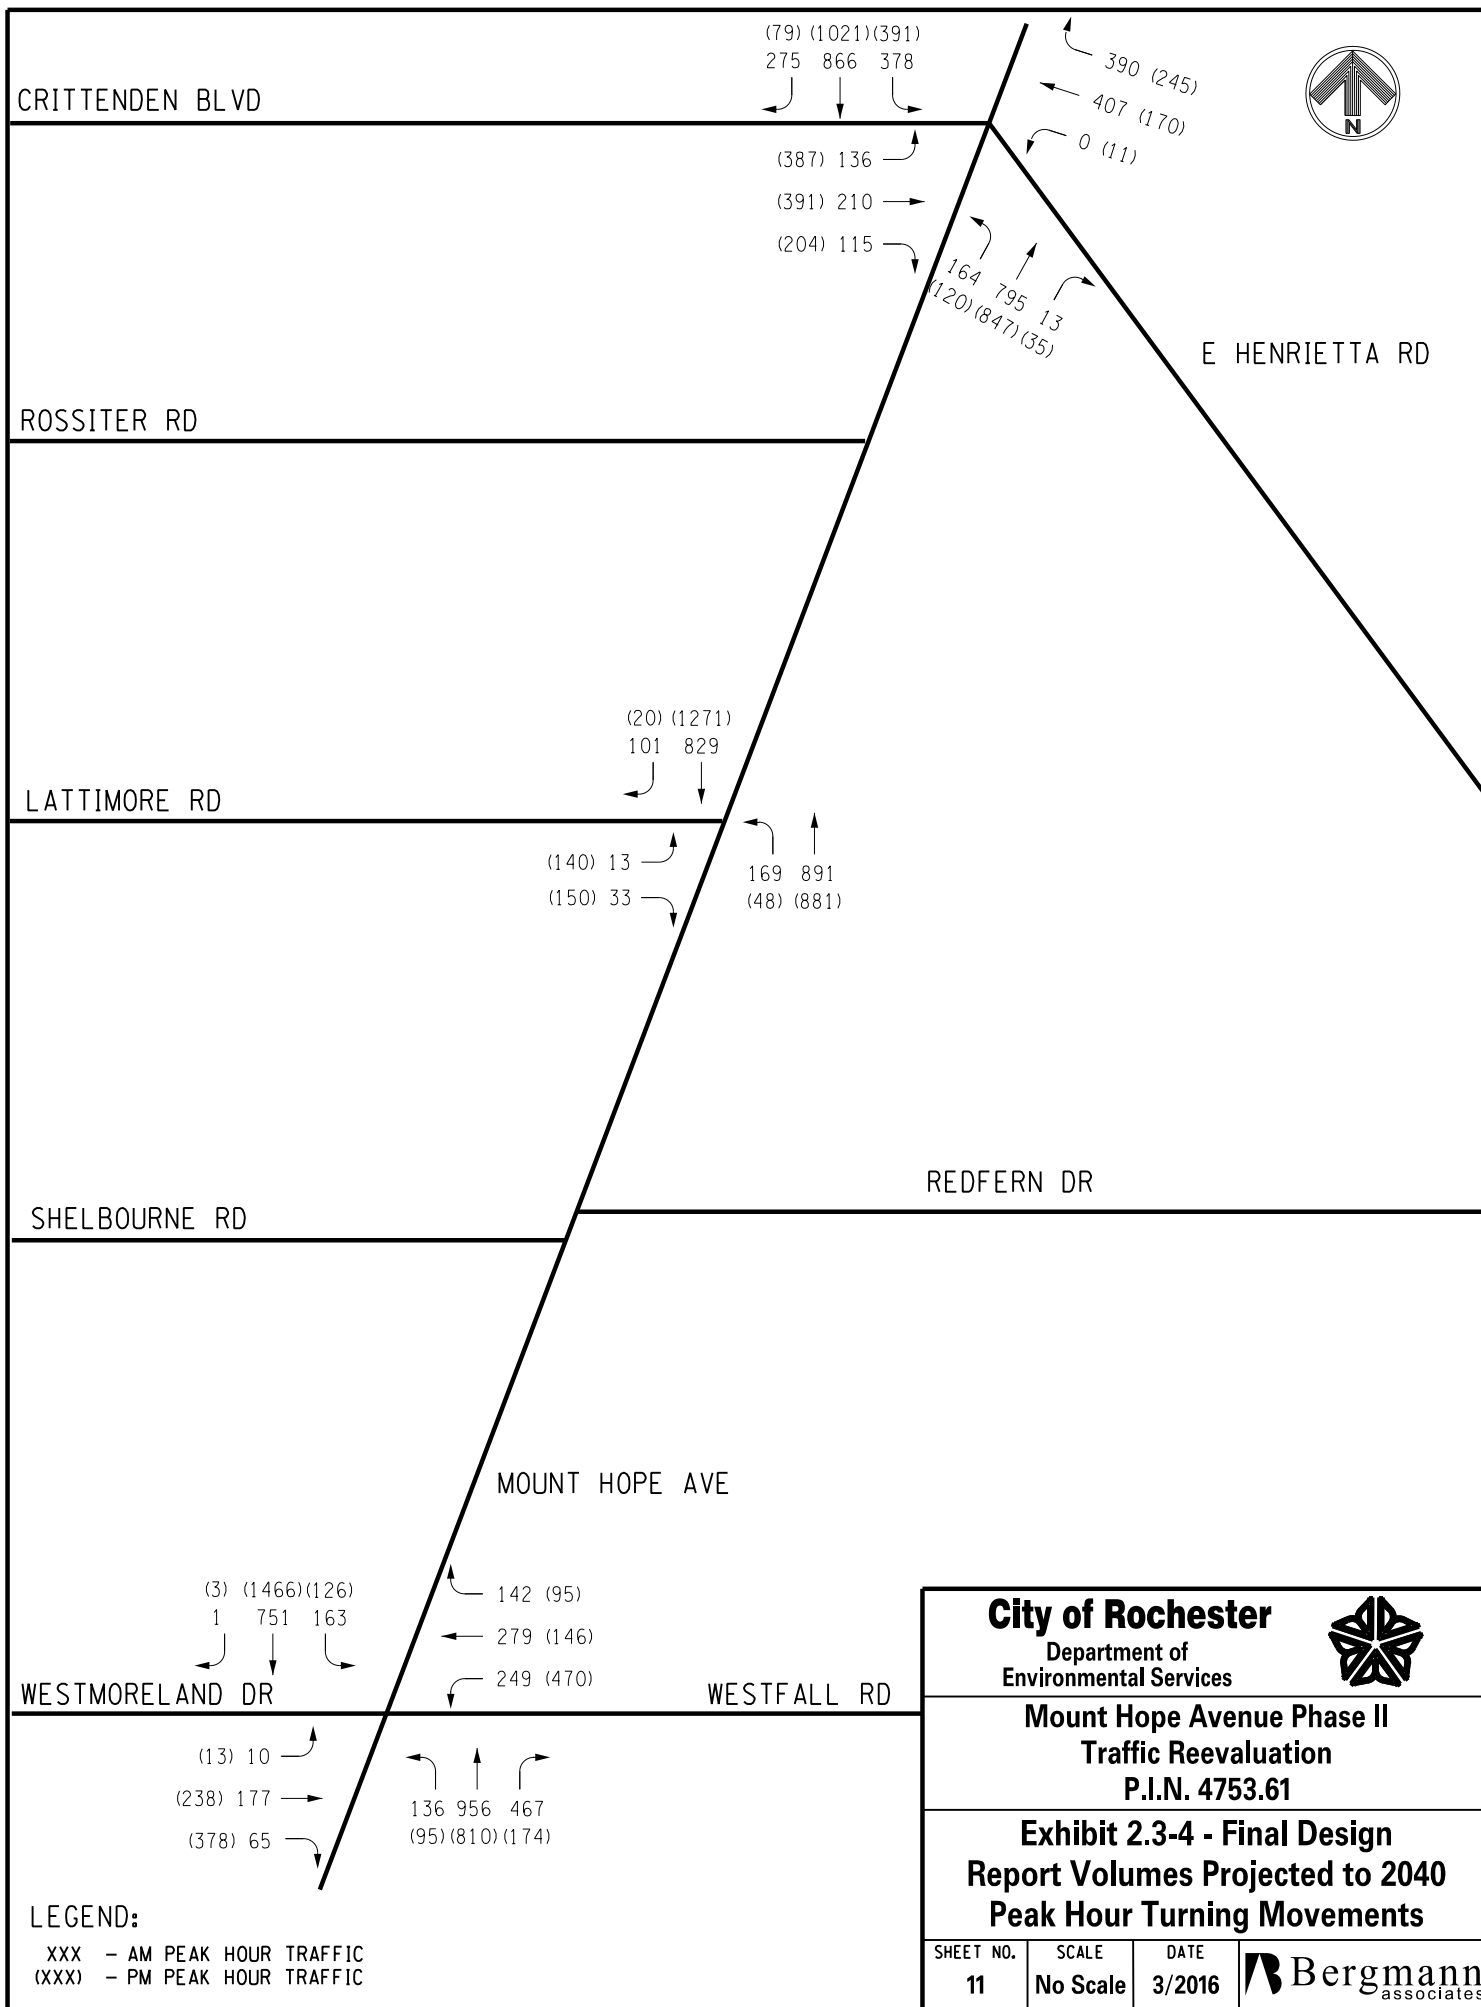 (79) (1021)(391)
275 866 378
390 (245)
407 (170)
0 (11)
N
CRITTENDEN BLVD
(387) 136
(391) 210
(204) 115
164 795 13
(120)(847)(35)
E HENRIETTA RD
ROSSITER RD
(20) (1271)
101 829
LATTIMORE RD
(140) 13
(150) 33
169 891
(48) (881)
REDFERN DR
SHELBOURNE RD
MOUNT HOPE AVE
(3) (1466)(126)
1 751 163
142 (95)
279 (146)
249 (470)
WESTMORELAND DR
WESTFALL RD
(13) 10
(238) 177
(378) 65
136 956 467
(95)(810)(174)
LEGEND:
XXX - AM PEAK HOUR TRAFFIC
(XXX) - PM PEAK HOUR TRAFFIC
City of Rochester
Department of
Environmental Services
Mount Hope Avenue Phase II
Traffic Reevaluation
P.I.N. 4753.61
Exhibit 2.3-4 - Final Design
Report Volumes Projected to 2040
Peak Hour Turning Movements
SHEET NO. SCALE DATE
11 No Scale 3/2016
Bergmann
associates